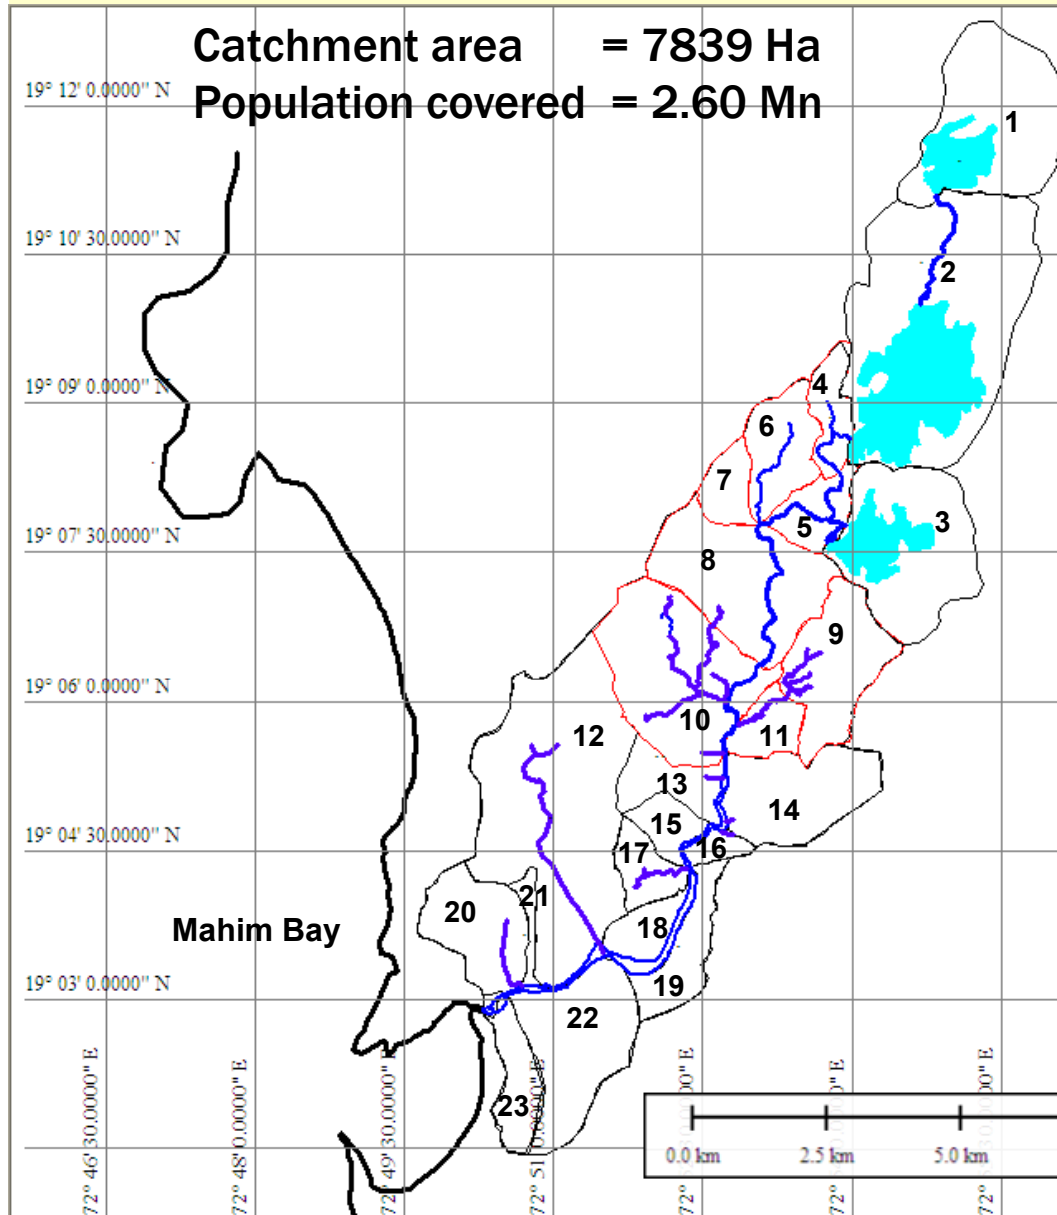 Catchment area = 7839 Ha
Population covered = 2.60 Mn
19° 12' 0.0000" N
1
19° 10' 30.0000" N
2
19° 09' 0.0000" N
4
6
7
3
5
19° 07' 30.0000" N
8
9
19° 06' 0.0000" N
10
12
11
13
14
15
19° 04' 30.0000" N
16
17
21
20
18
Mahim Bay
19° 03' 0.0000" N
19
22
23
72° 46' 30.0000" E
72° 48' 0.0000" E
72° 49' 30.0000" E
72° 51' 0.0000" E
0.0 km 2.5 km 5.0 km